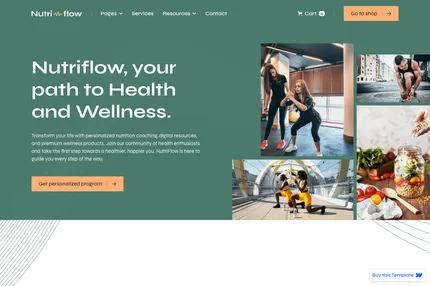 Nutri flow
Pages
Services
Resources
Contact
Cart
Go to shop
Nutriflow, your
path to Health
and Wellness.
Transform your life with personalized nutrition coaching, digital resources,
and premium wellness products. Join our community of health enthusiasts
and take the first step towards a healthier, happier you. NutriFlow is here to
guide you every step of the way.
Get personalized program
Buy this Template